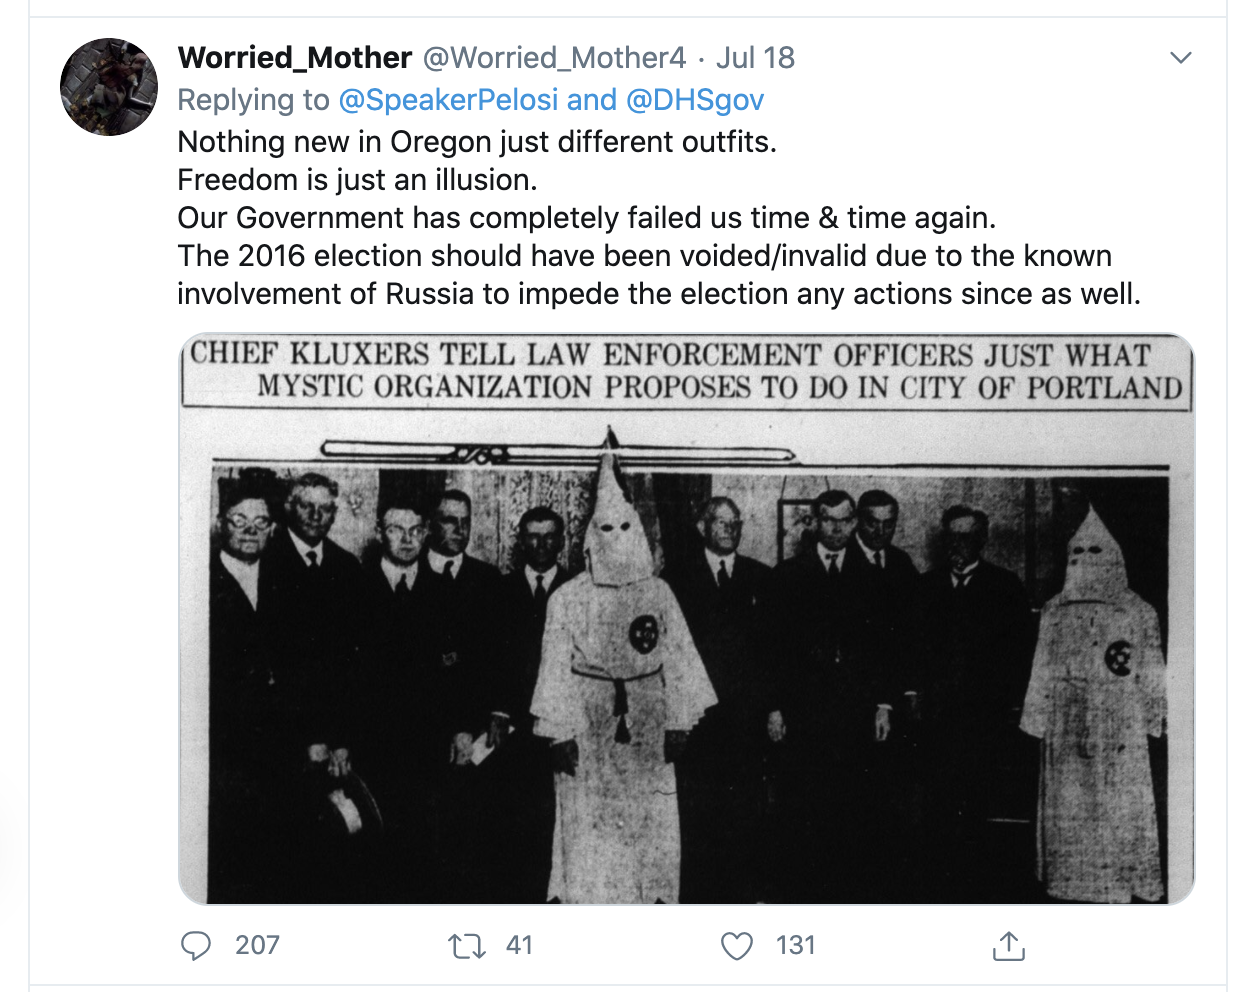 Worried_Mother @Worried_Mother4 · Jul 18
Replying to @SpeakerPelosi and @DHSgov
Nothing new in Oregon just different outfits.
Freedom is just an illusion.
Our Government has completely failed us time & time again.
The 2016 election should have been voided/invalid due to the known
involvement of Russia to impede the election any actions since as well.
CHIEF KLUXERS TELL LAW ENFORCEMENT OFFICERS JUST WHAT
MYSTIC ORGANIZATION PROPOSES TO DO IN CITY OF PORTLAND
207 41 131